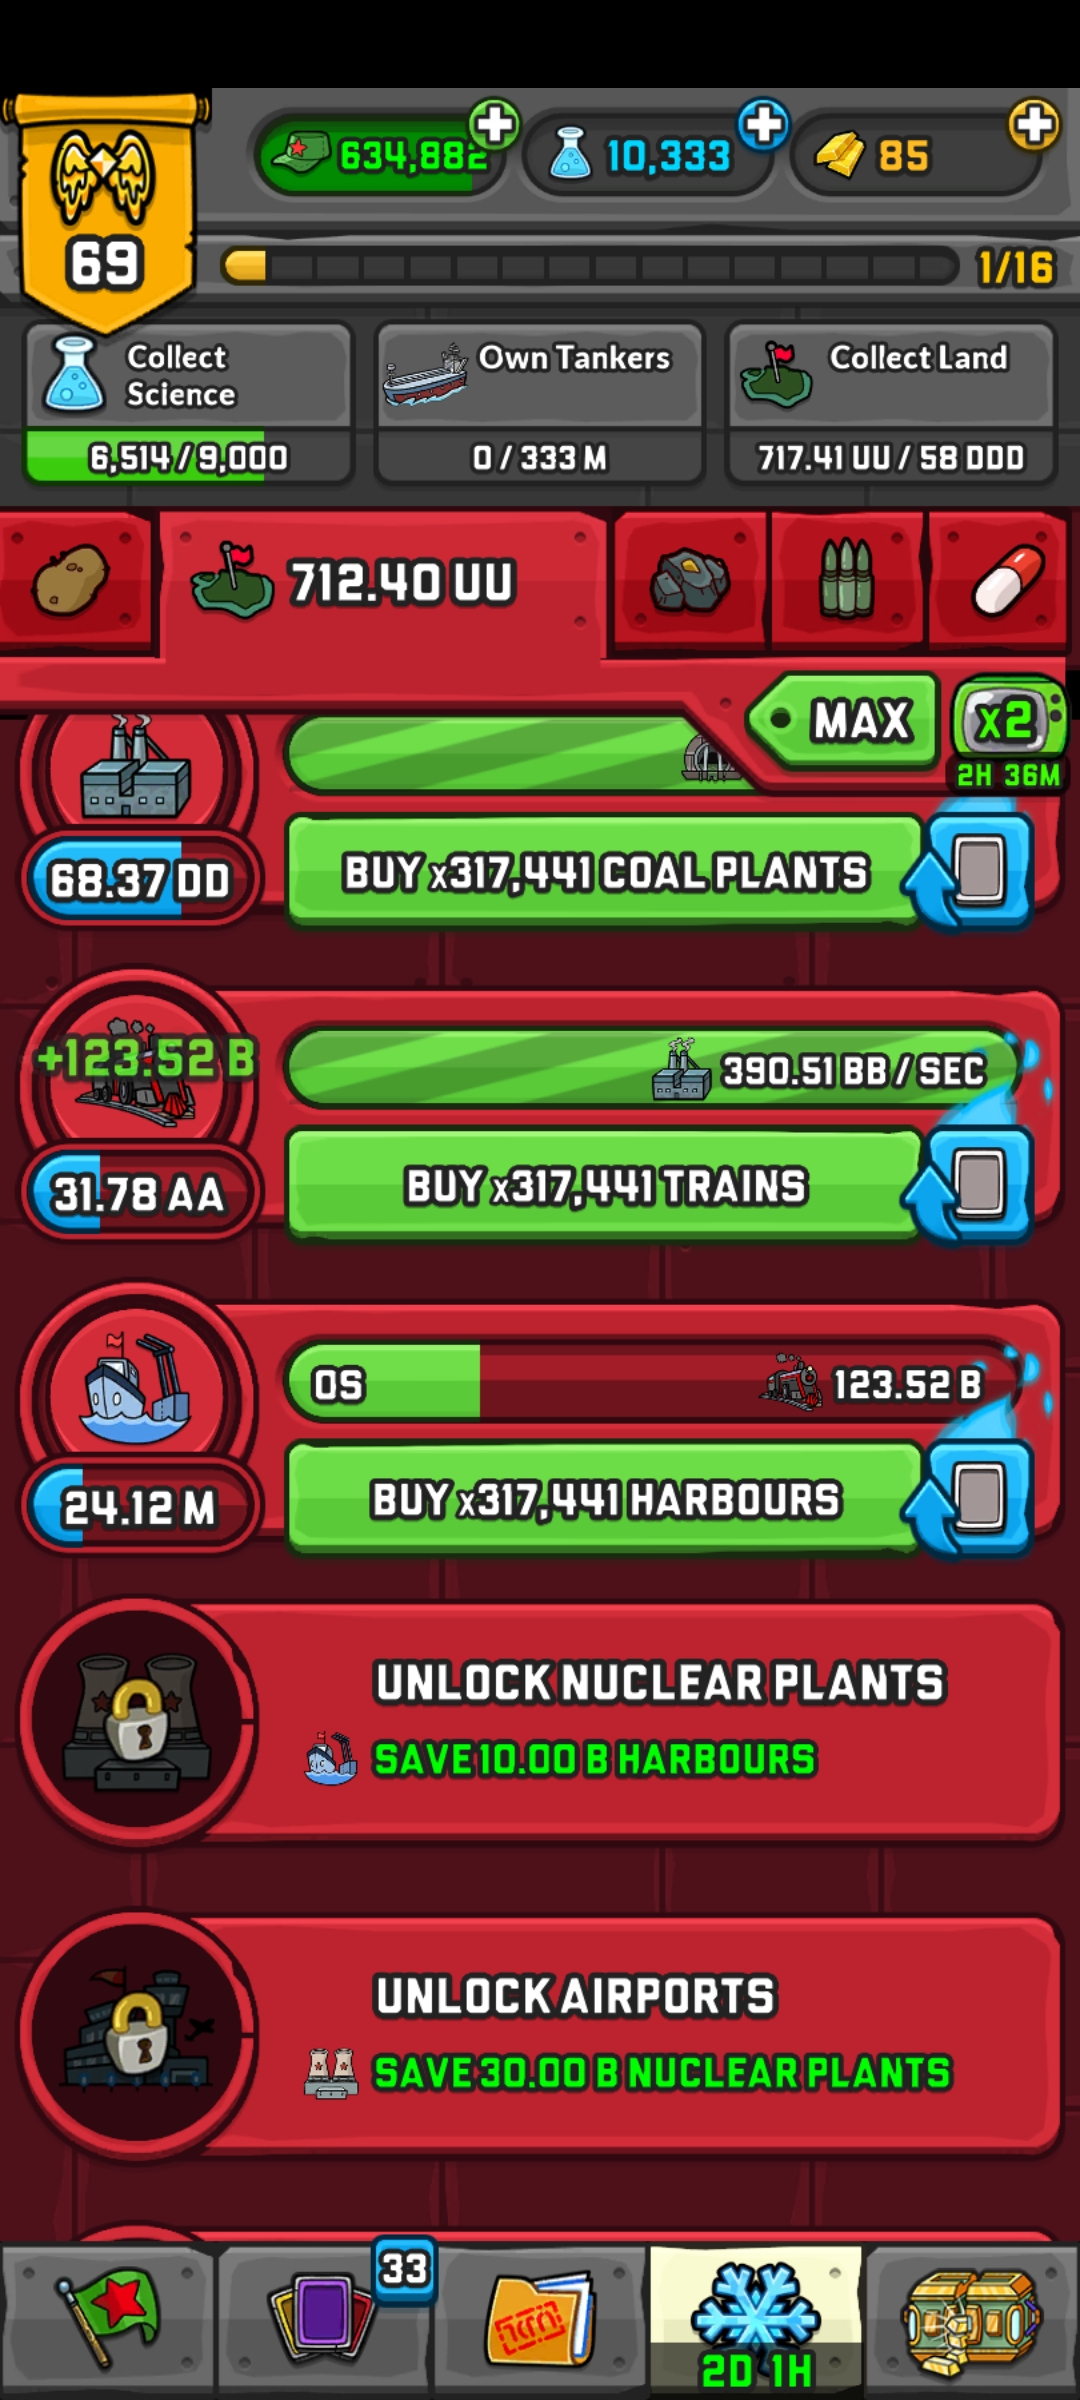 634,882
10,333
85
69
1/16
Collect
Science
6,514/9,000
Own Tankers
0/333 M
Collect Land
717.41 UU/58 DDD
712.40 UU
MAX
x2
2H 36M
68.37 DD
BUY x317,441 COAL PLANTS
+123.52 B
390.51 BB/SEC
31.78 AA
BUY x317,441 TRAINS
0S
123.52 B
24.12 M
BUY x317,441 HARBOURS
UNLOCK NUCLEAR PLANTS
SAVE 10.00 B HARBOURS
UNLOCK AIRPORTS
SAVE 30.00 B NUCLEAR PLANTS
33
2D 1H